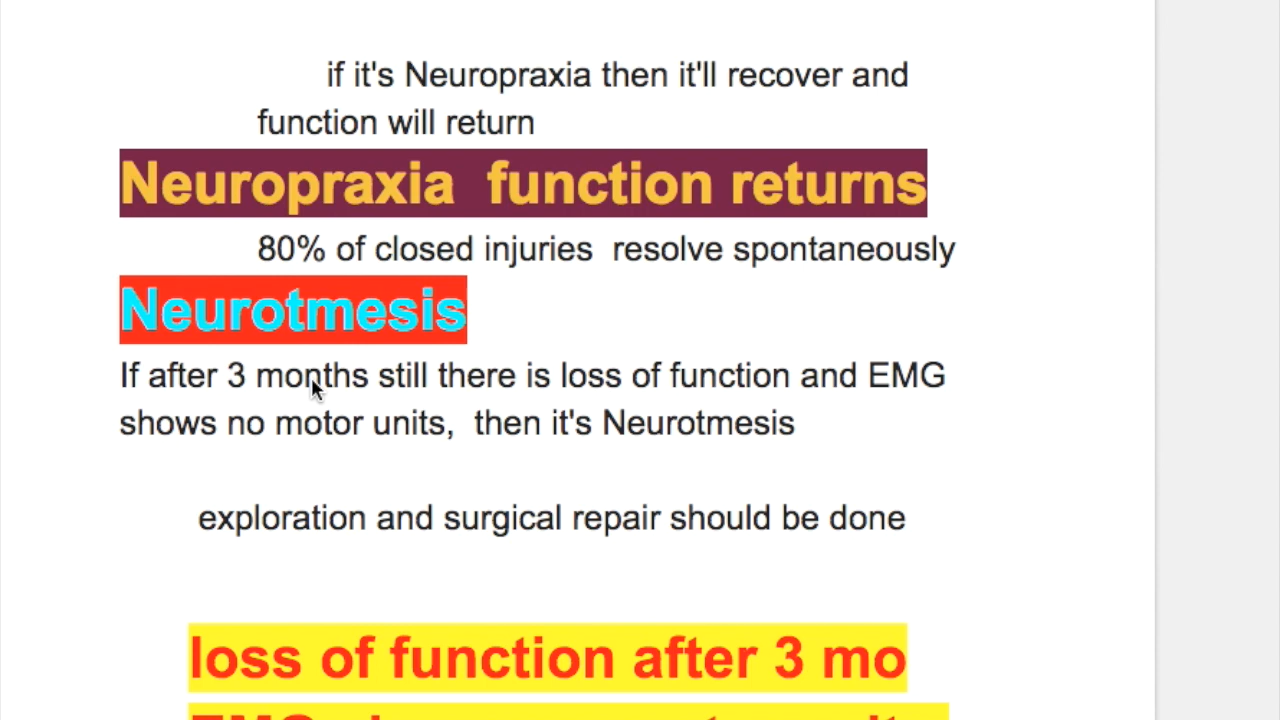 if it's Neuropraxia then it'll recover and
function will return
Neuropraxia function returns
80% of closed injuries resolve spontaneously
Neurotmesis
If after 3 months still there is loss of function and EMG
shows no motor units, then it's Neurotmesis
exploration and surgical repair should be done
loss of function after 3 mo